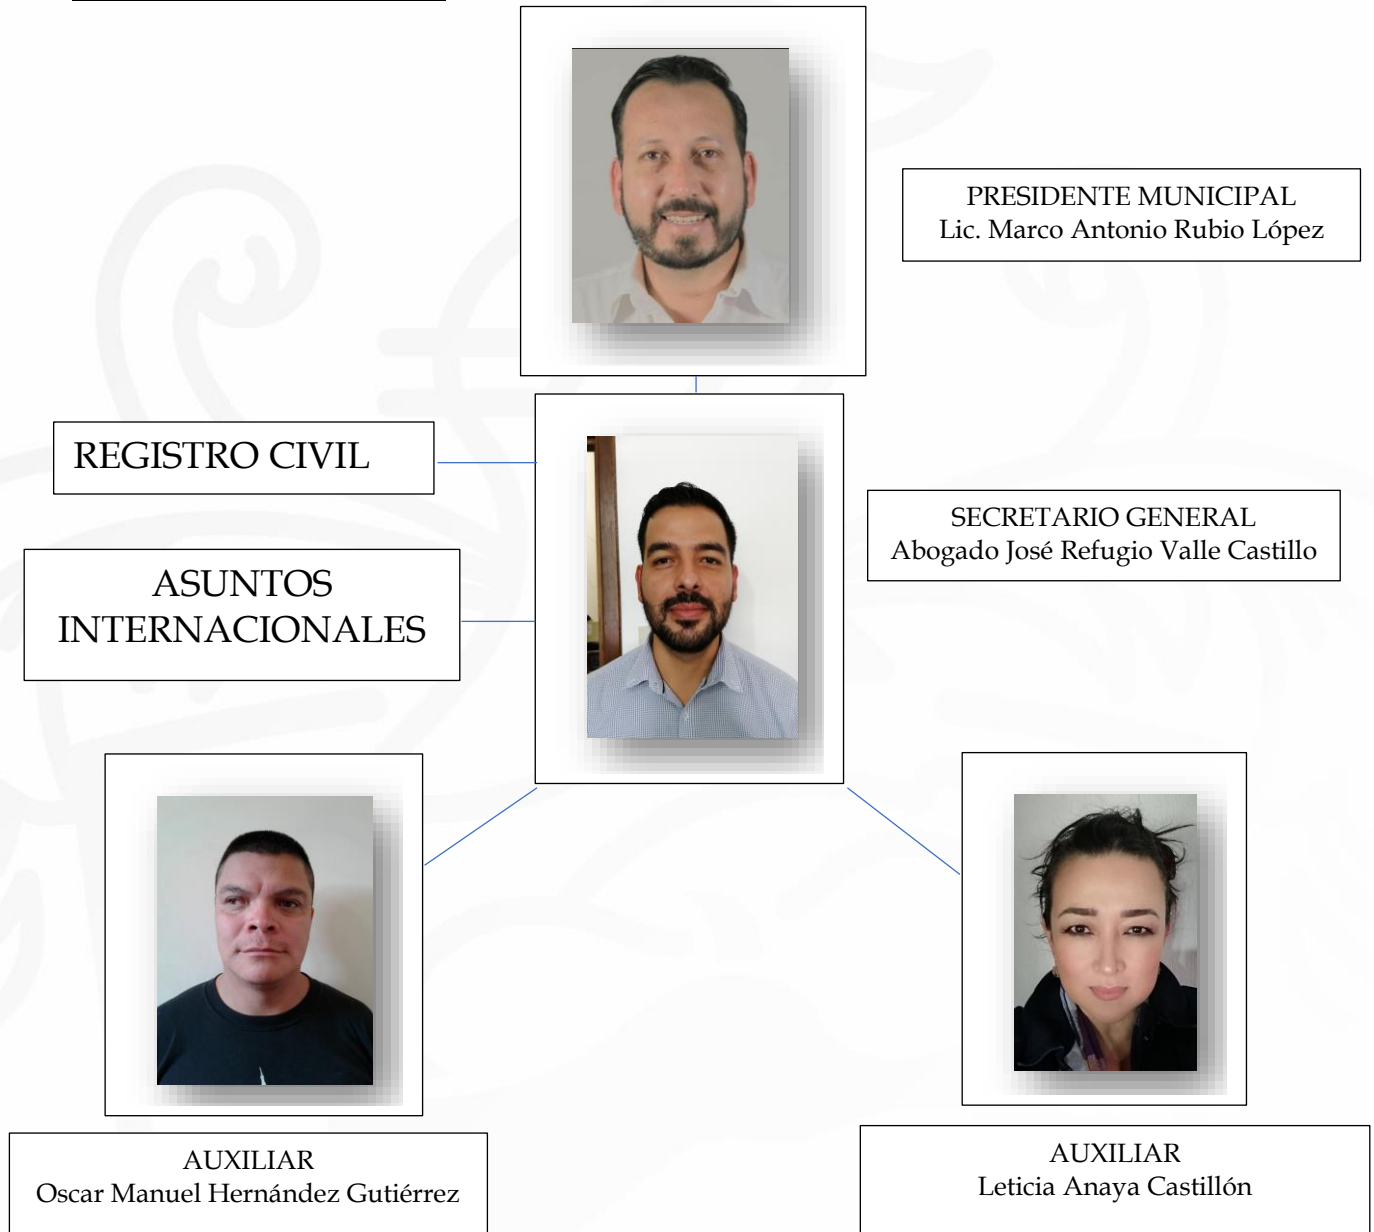 PRESIDENTE MUNICIPAL
Lic. Marco Antonio Rubio López
REGISTRO CIVIL
SECRETARIO GENERAL
Abogado José Refugio Valle Castillo
ASUNTOS
INTERNACIONALES
AUXILIAR
Oscar Manuel Hernández Gutiérrez
AUXILIAR
Leticia Anaya Castillón